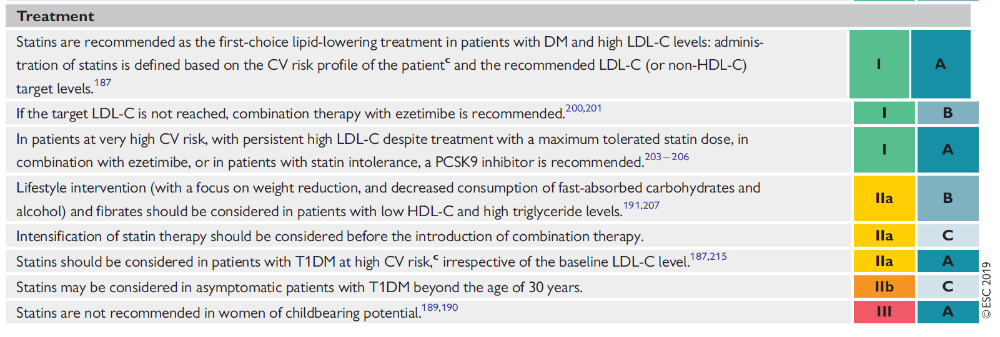 Treatment
Statins are recommended as the first-choice lipid-lowering treatment in patients with DM and high LDL-C levels: adminis-
tration of statins is defined based on the CV risk profile of the patientc and the recommended LDL-C (or non-HDL-C)
target levels.187
I A
If the target LDL-C is not reached, combination therapy with ezetimibe is recommended.200,201 I B
In patients at very high CV risk, with persistent high LDL-C despite treatment with a maximum tolerated statin dose, in
combination with ezetimibe, or in patients with statin intolerance, a PCSK9 inhibitor is recommended.203–206
I A
Lifestyle intervention (with a focus on weight reduction, and decreased consumption of fast-absorbed carbohydrates and
alcohol) and fibrates should be considered in patients with low HDL-C and high triglyceride levels.191,207
IIa B
Intensification of statin therapy should be considered before the introduction of combination therapy. IIa C
Statins should be considered in patients with T1DM at high CV risk,c irrespective of the baseline LDL-C level.187,215 IIa A
Statins may be considered in asymptomatic patients with T1DM beyond the age of 30 years. IIb C
Statins are not recommended in women of childbearing potential.189,190 III A
©ESC 2019